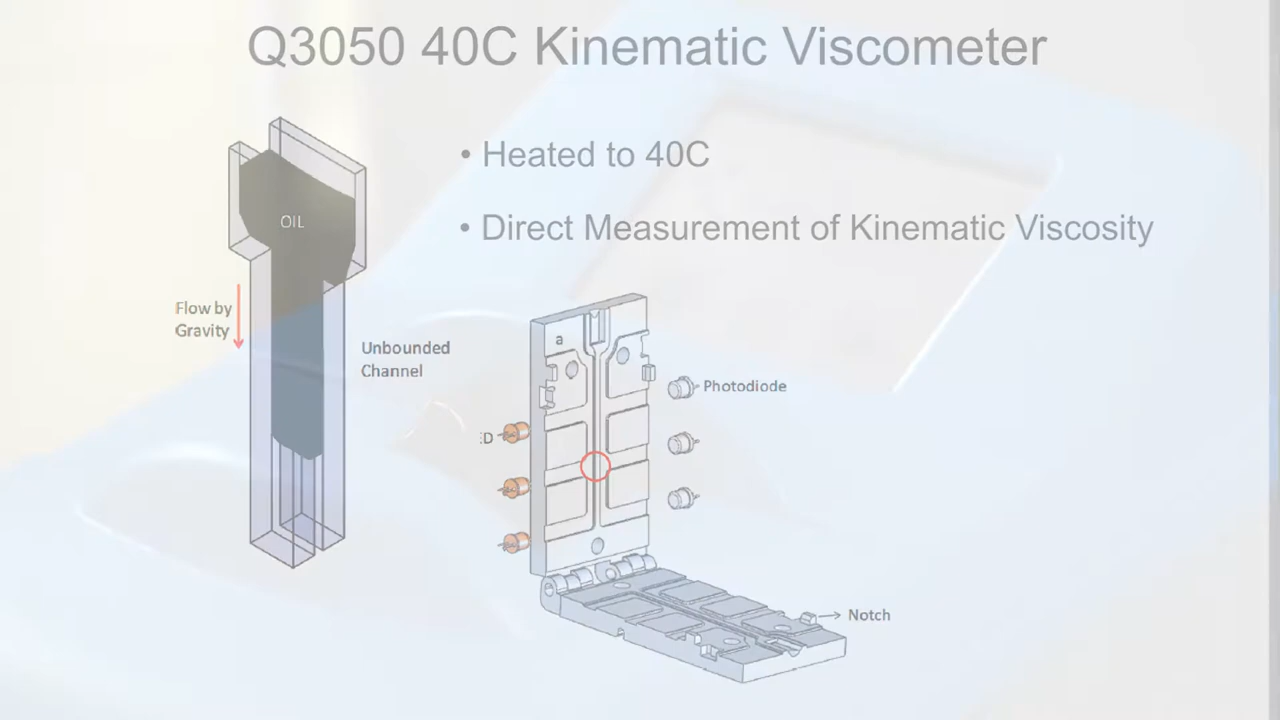 Q3050 40C Kinematic Viscometer
• Heated to 40C
• Direct Measurement of Kinematic Viscosity
OIL
Flow by
Gravity
Unbounded
Channel
a
Photodiode
ED
Notch